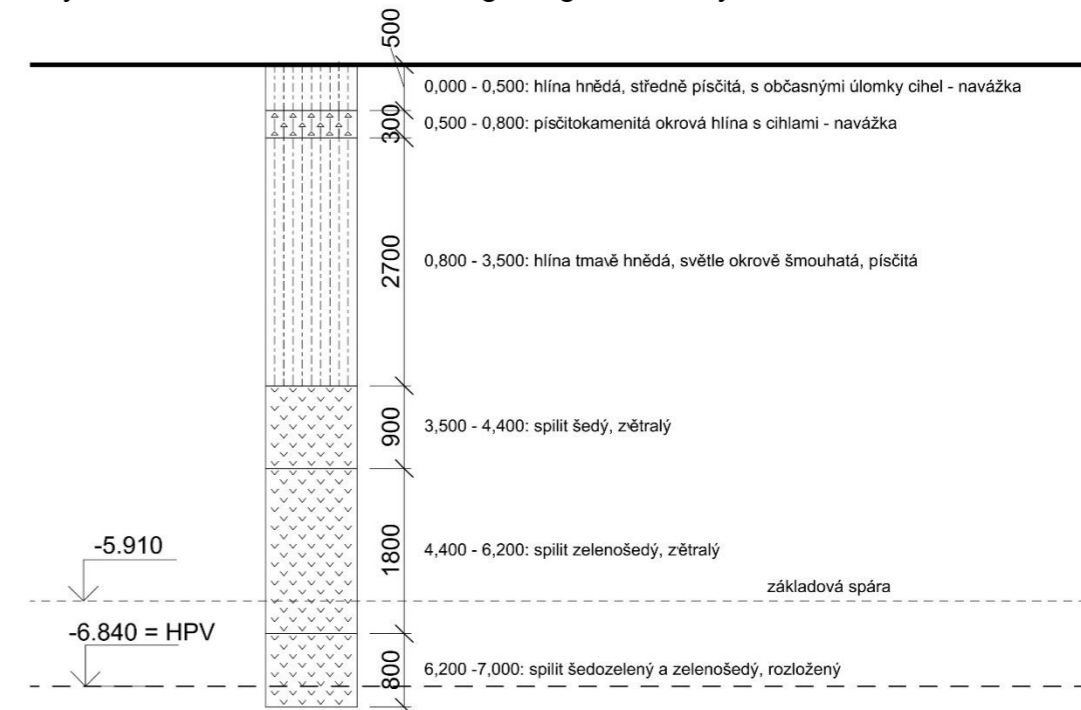 500
0,000 - 0,500: hlína hnědá, středně písčitá, s občasnými úlomky cihel - navážka
300
0,500 - 0,800: písčitokamenitá okrová hlína s cihlami - navážka
2700
0,800 - 3,500: hlína tmavě hnědá, světle okrově šmouhatá, písčitá
900
3,500 - 4,400: spilit šedý, zvětralý
-5.910
1800
4,400 - 6,200: spilit zelenošedý, zvětralý
základová spára
-6.840 = HPV
800
6,200 -7,000: spilit šedozelený a zelenošedý, rozložený